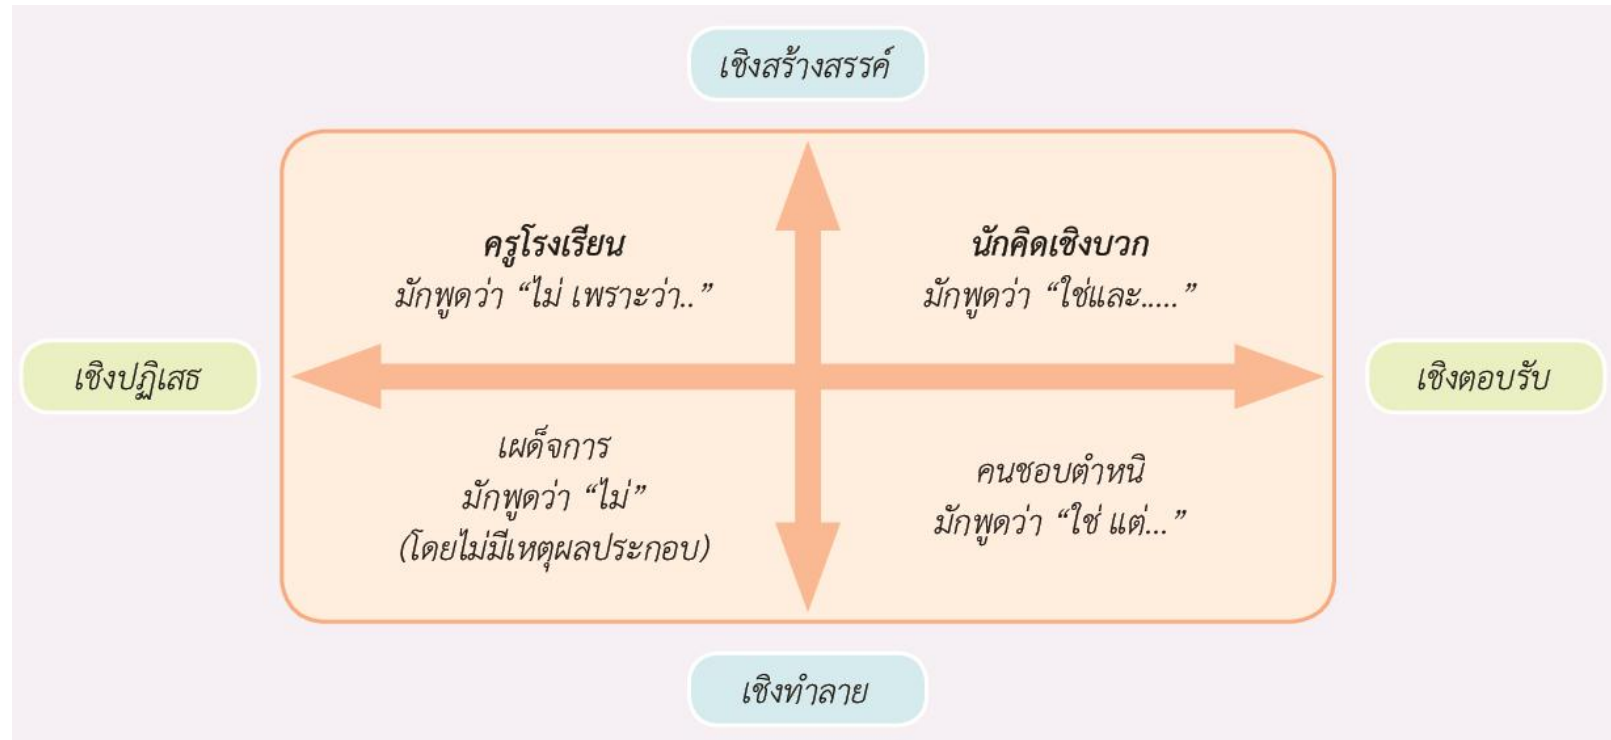 เชิงสร้างสรรค์
ครูโรงเรียน
มักพูดว่า “ไม่ เพราะว่า..”
นักคิดเชิงบวก
มักพูดว่า “ใช่และ.....”
เชิงปฏิเสธ
เชิงตอบรับ
เผด็จการ
มักพูดว่า “ไม่”
(โดยไม่มีเหตุผลประกอบ)
คนชอบตำหนิ
มักพูดว่า “ใช่ แต่...”
เชิงทำลาย